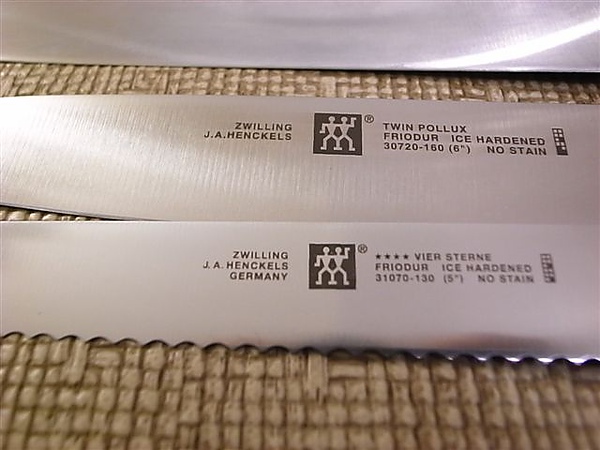 ZWILLING
J.A.HENCKELS
®
TWIN POLLUX
FRIODUR ICE HARDENED
30720-160 (6") NO STAIN
ZWILLING
J.A.HENCKELS
GERMANY
®
★★★★ VIER STERNE
FRIODUR ICE HARDENED
31070-130 (5") NO STAIN